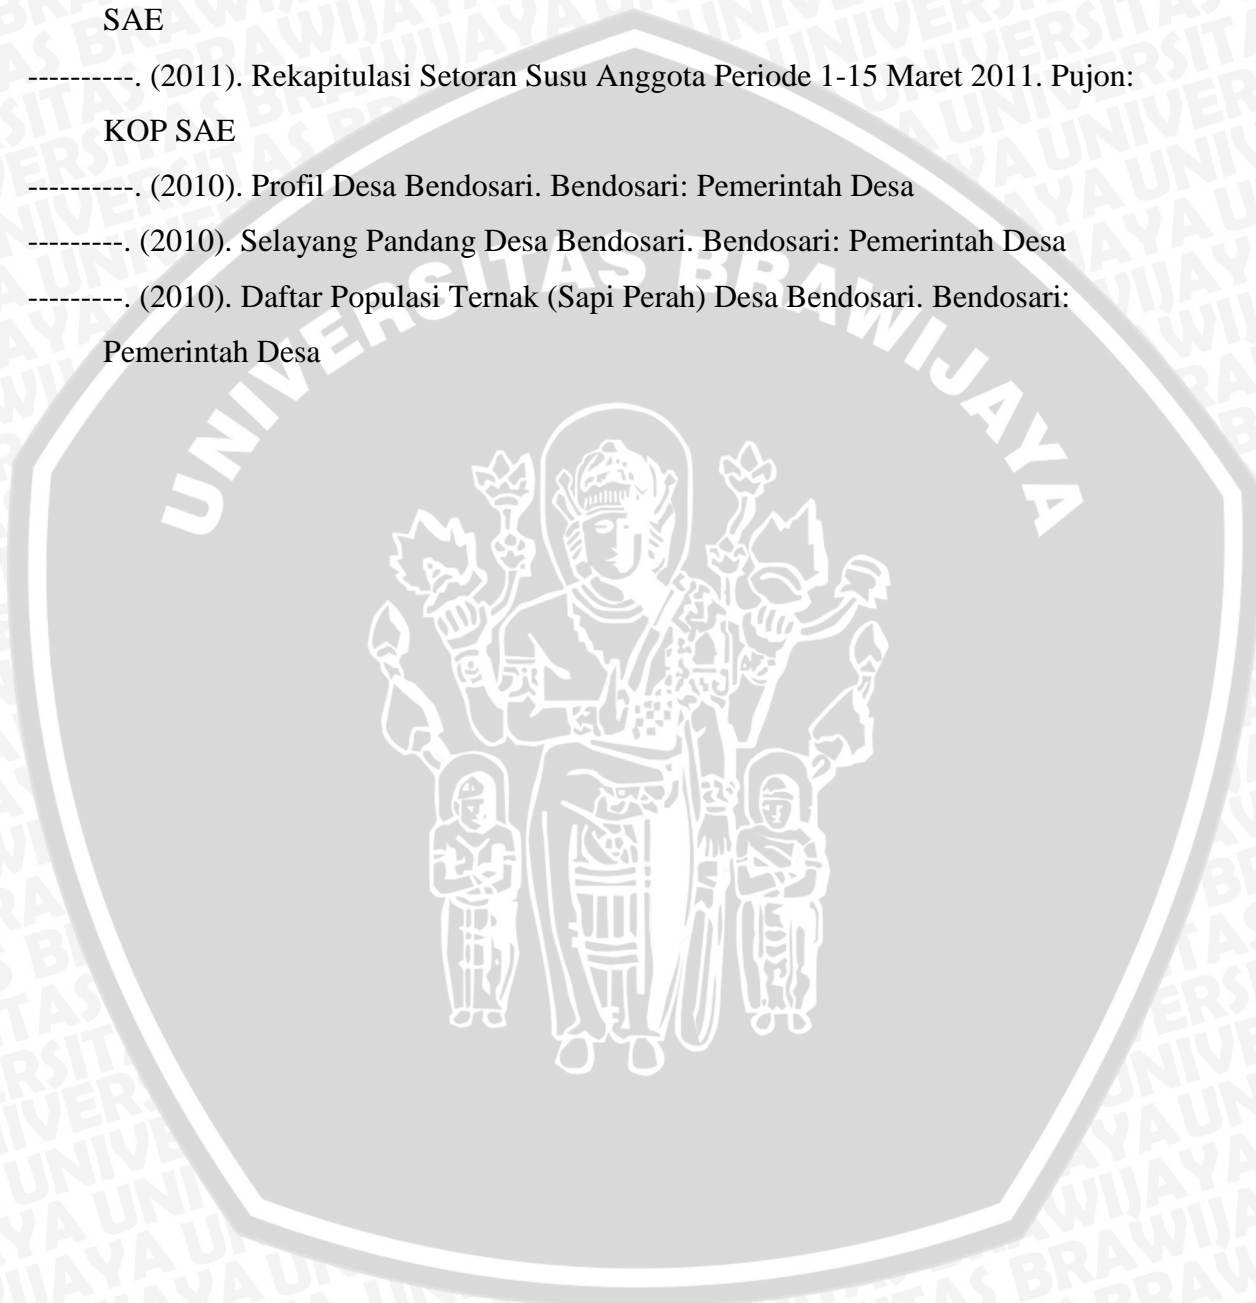 SAE
----------. (2011). Rekapitulasi Setoran Susu Anggota Periode 1-15 Maret 2011. Pujon:
KOP SAE
----------. (2010). Profil Desa Bendosari. Bendosari: Pemerintah Desa
---------. (2010). Selayang Pandang Desa Bendosari. Bendosari: Pemerintah Desa
---------. (2010). Daftar Populasi Ternak (Sapi Perah) Desa Bendosari. Bendosari:
Pemerintah Desa
UNIVERSITAS BRAWIJAYA